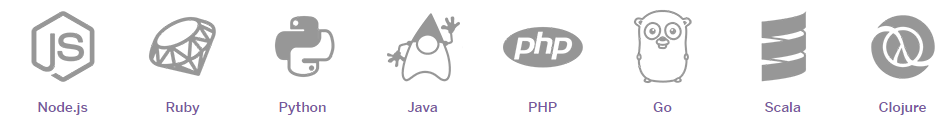 JS
php
Node.js
Ruby
Python
Java
PHP
Go
Scala
Clojure